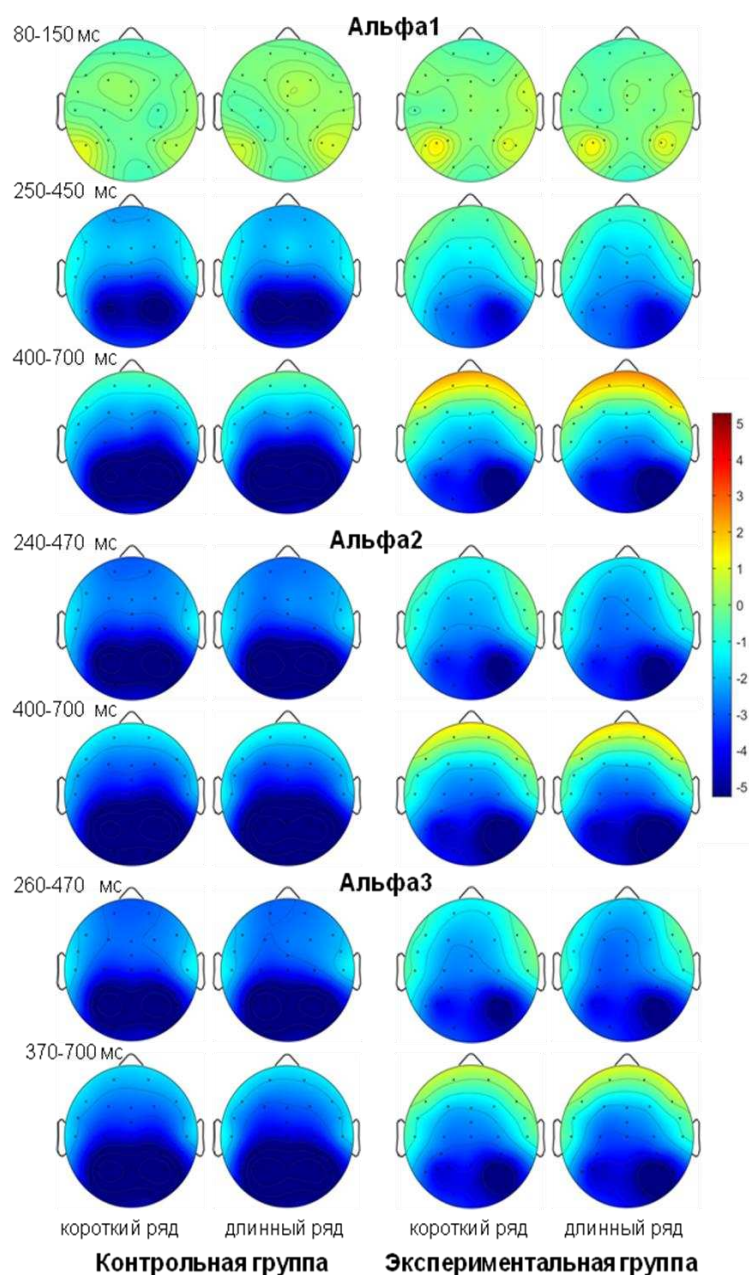 Альфа1
80-150 мс
250-450 мс
400-700 мс
5
4
3
2
1
0
-1
-2
-3
-4
-5
Альфа2
240-470 мс
400-700 мс
Альфа3
260-470 мс
370-700 мс
короткий ряд длинный ряд короткий ряд длинный ряд
Контрольная группа Экспериментальная группа